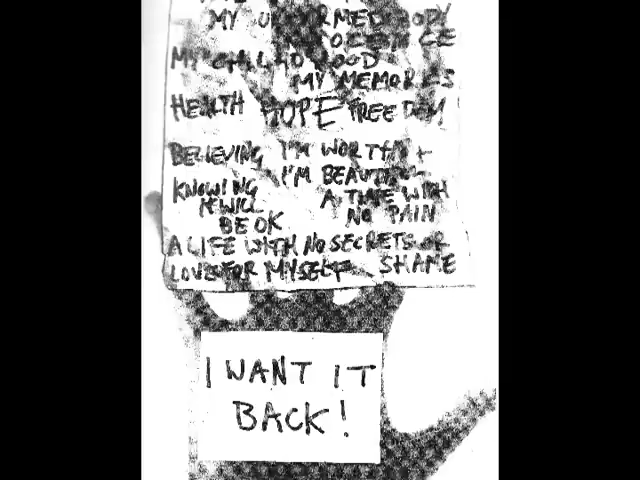 MY UNHARMED BODY
MY CHILDHOOD
MY MEMORIES
HEALTH HOPE FREEDOM
BELIEVING I'M WORTHY +
I'M BEAUTIFUL
KNOWING A TIME WITH
IT WILL NO PAIN
BE OK
A LIFE WITH NO SECRETS OR
LOVE FOR MYSELF SHAME
I WANT IT
BACK!